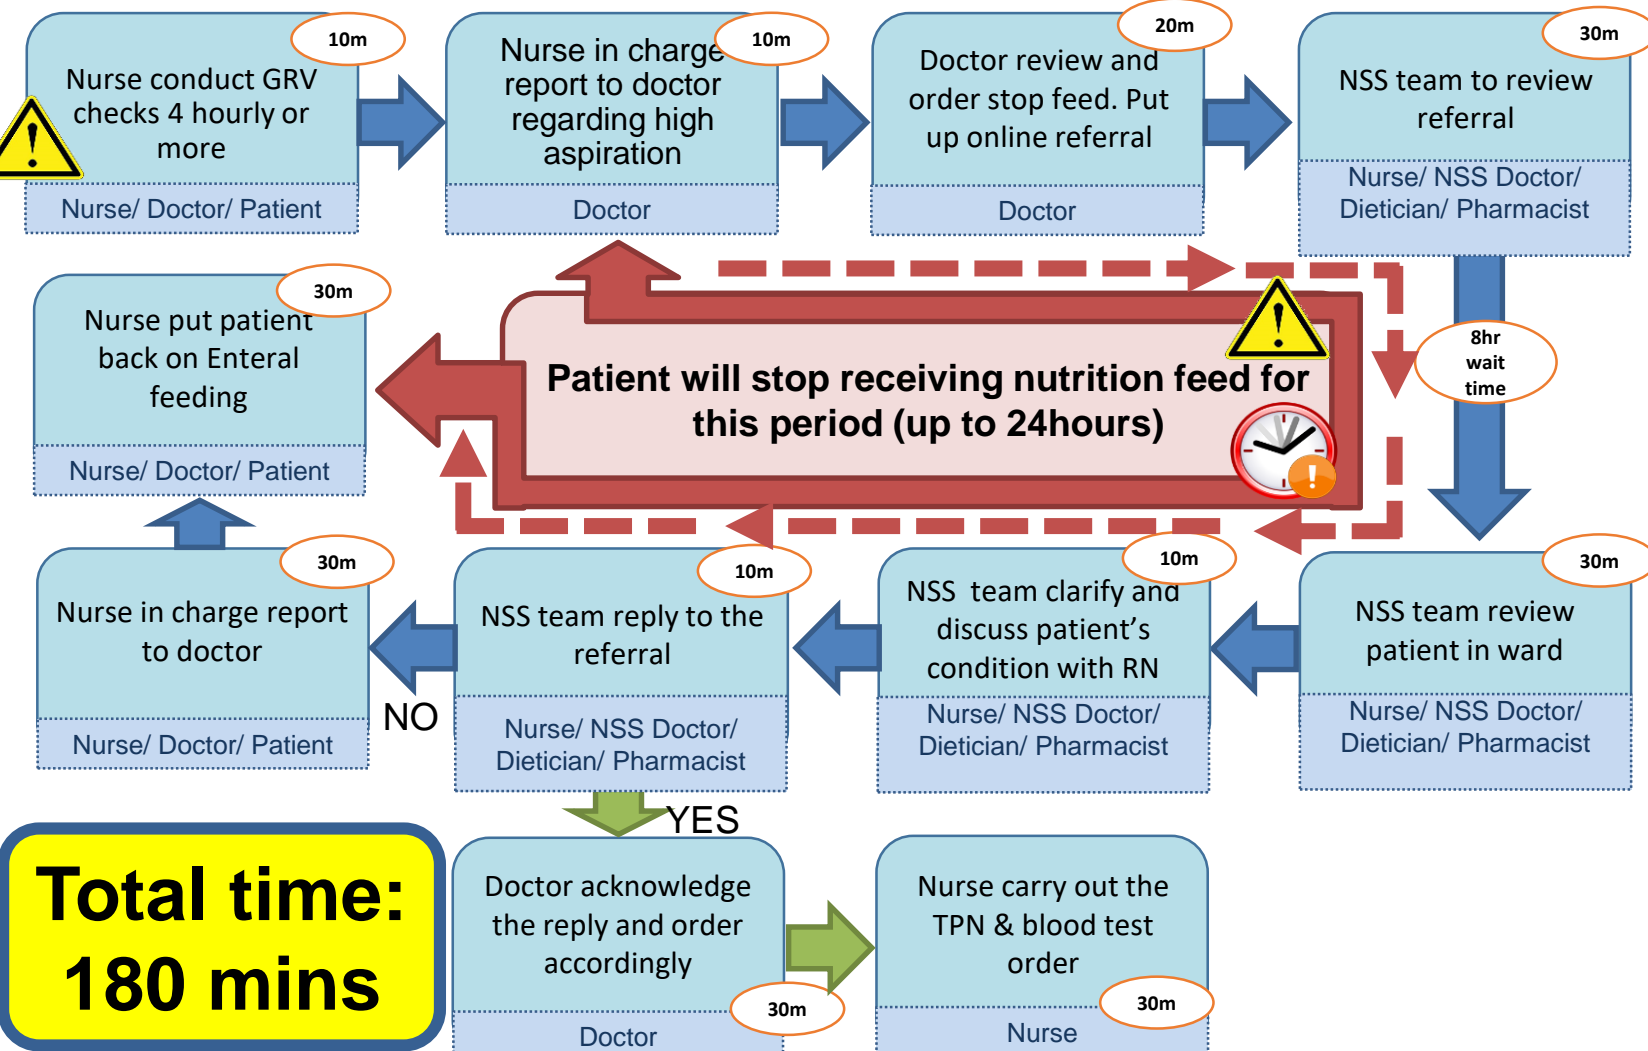 10m
Nurse conduct GRV
checks 4 hourly or
more
Nurse/ Doctor/ Patient
10m
Nurse in charge
report to doctor
regarding high
aspiration
Doctor
20m
Doctor review and
order stop feed. Put
up online referral
Doctor
30m
NSS team to review
referral
Nurse/ NSS Doctor/
Dietician/ Pharmacist
30m
Nurse put patient
back on Enteral
feeding
Nurse/ Doctor/ Patient
Patient will stop receiving nutrition feed for
this period (up to 24hours)
8hr
wait
time
30m
Nurse in charge report
to doctor
Nurse/ Doctor/ Patient
NO
10m
NSS team reply to the
referral
Nurse/ NSS Doctor/
Dietician/ Pharmacist
10m
NSS team clarify and
discuss patient’s
condition with RN
Nurse/ NSS Doctor/
Dietician/ Pharmacist
30m
NSS team review
patient in ward
Nurse/ NSS Doctor/
Dietician/ Pharmacist
YES
Total time:
180 mins
Doctor acknowledge
the reply and order
accordingly
30m
Doctor
Nurse carry out the
TPN & blood test
order
30m
Nurse